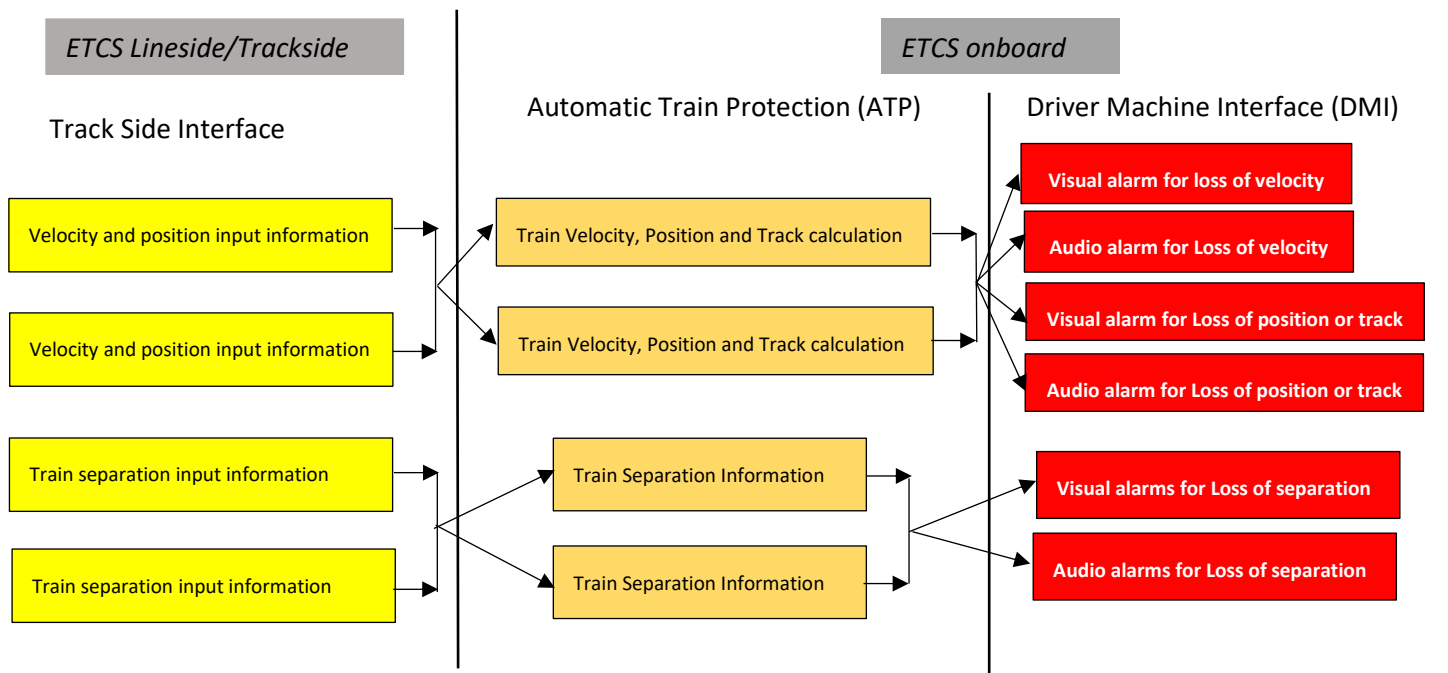 ETCS Lineside/Trackside
ETCS onboard
Track Side Interface
Automatic Train Protection (ATP)
Driver Machine Interface (DMI)
Velocity and position input information
Velocity and position input information
Train separation input information
Train separation input information
Train Velocity, Position and Track calculation
Train Velocity, Position and Track calculation
Train Separation Information
Train Separation Information
Visual alarm for loss of velocity
Audio alarm for Loss of velocity
Visual alarm for Loss of position or track
Audio alarm for Loss of position or track
Visual alarms for Loss of separation
Audio alarms for Loss of separation